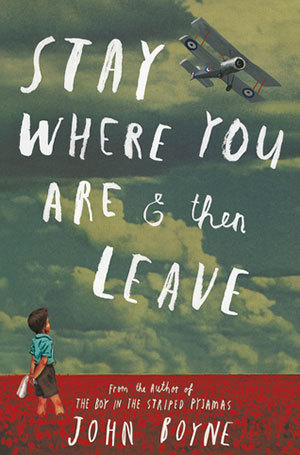 STAY
WHERE YOU
ARE & then
LEAVE
From the Author of
THE BOY IN THE STRIPED PYJAMAS
JOHN BOYNE